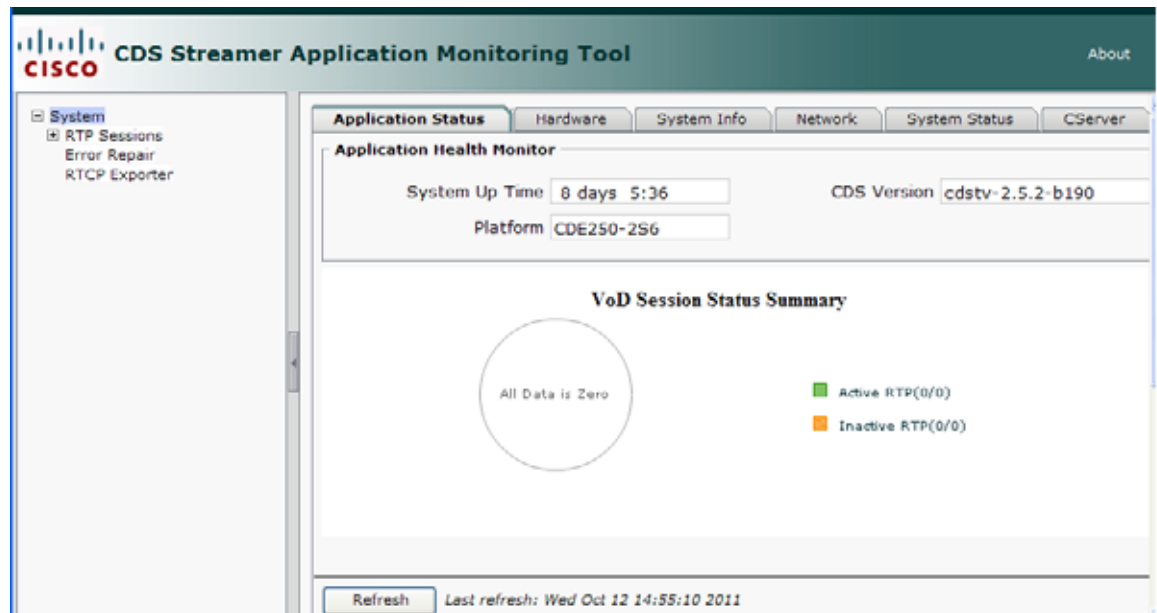 CISCO CDS Streamer Application Monitoring Tool About
System
RTP Sessions
Error Repair
RTCP Exporter
Application Status Hardware System Info Network System Status CServer
Application Health Monitor
System Up Time 8 days 5:36 CDS Version cdstv-2.5.2-b190
Platform CDE250-2S6
VoD Session Status Summary
All Data is Zero
Active RTP(0/0)
Inactive RTP(0/0)
Refresh Last refresh: Wed Oct 12 14:55:10 2011